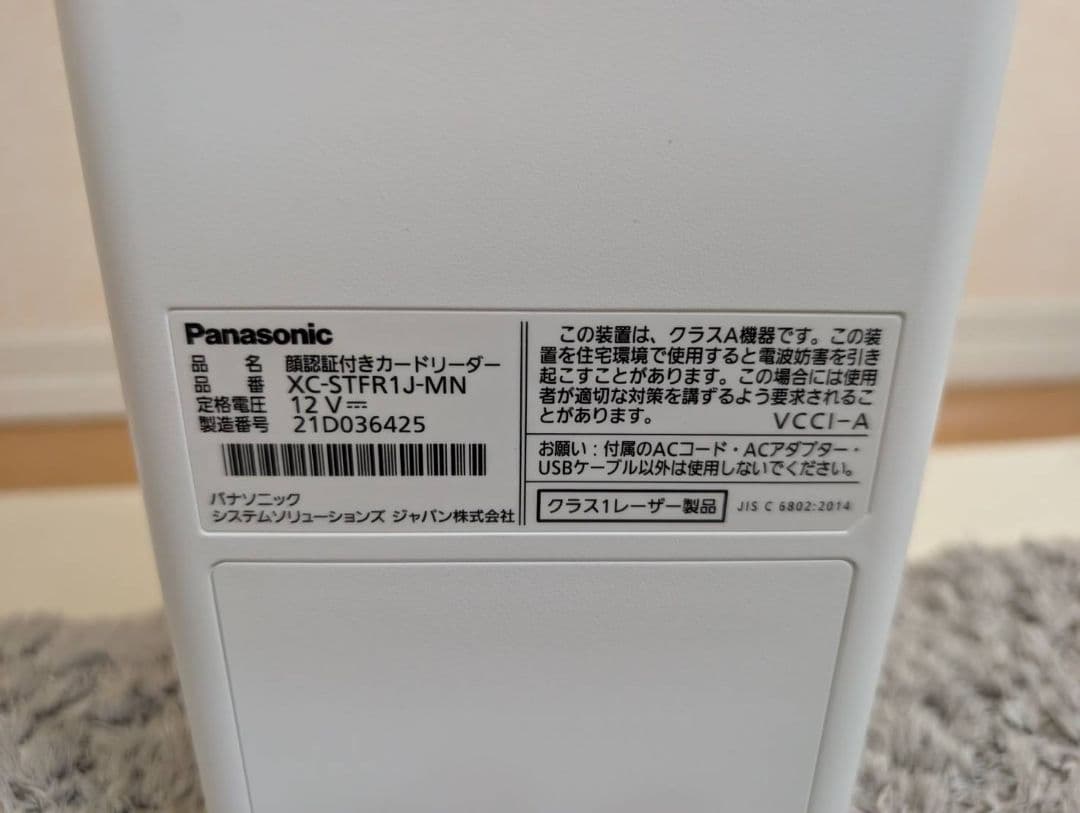 Panasonic
品　名　顔認証付きカードリーダー
品　番　XC-STFR1J-MN
定格電圧　12 V⎓
製造番号　21D036425
パナソニック
システムソリューションズ ジャパン株式会社
この装置は、クラスA機器です。この装
置を住宅環境で使用すると電波妨害を引き
起こすことがあります。この場合には使用
者が適切な対策を講ずるよう要求されるこ
とがあります。　VCCI-A
お願い：付属のACコード・ACアダプター・
USBケーブル以外は使用しないでください。
クラス1レーザー製品　JIS C 6802:2014